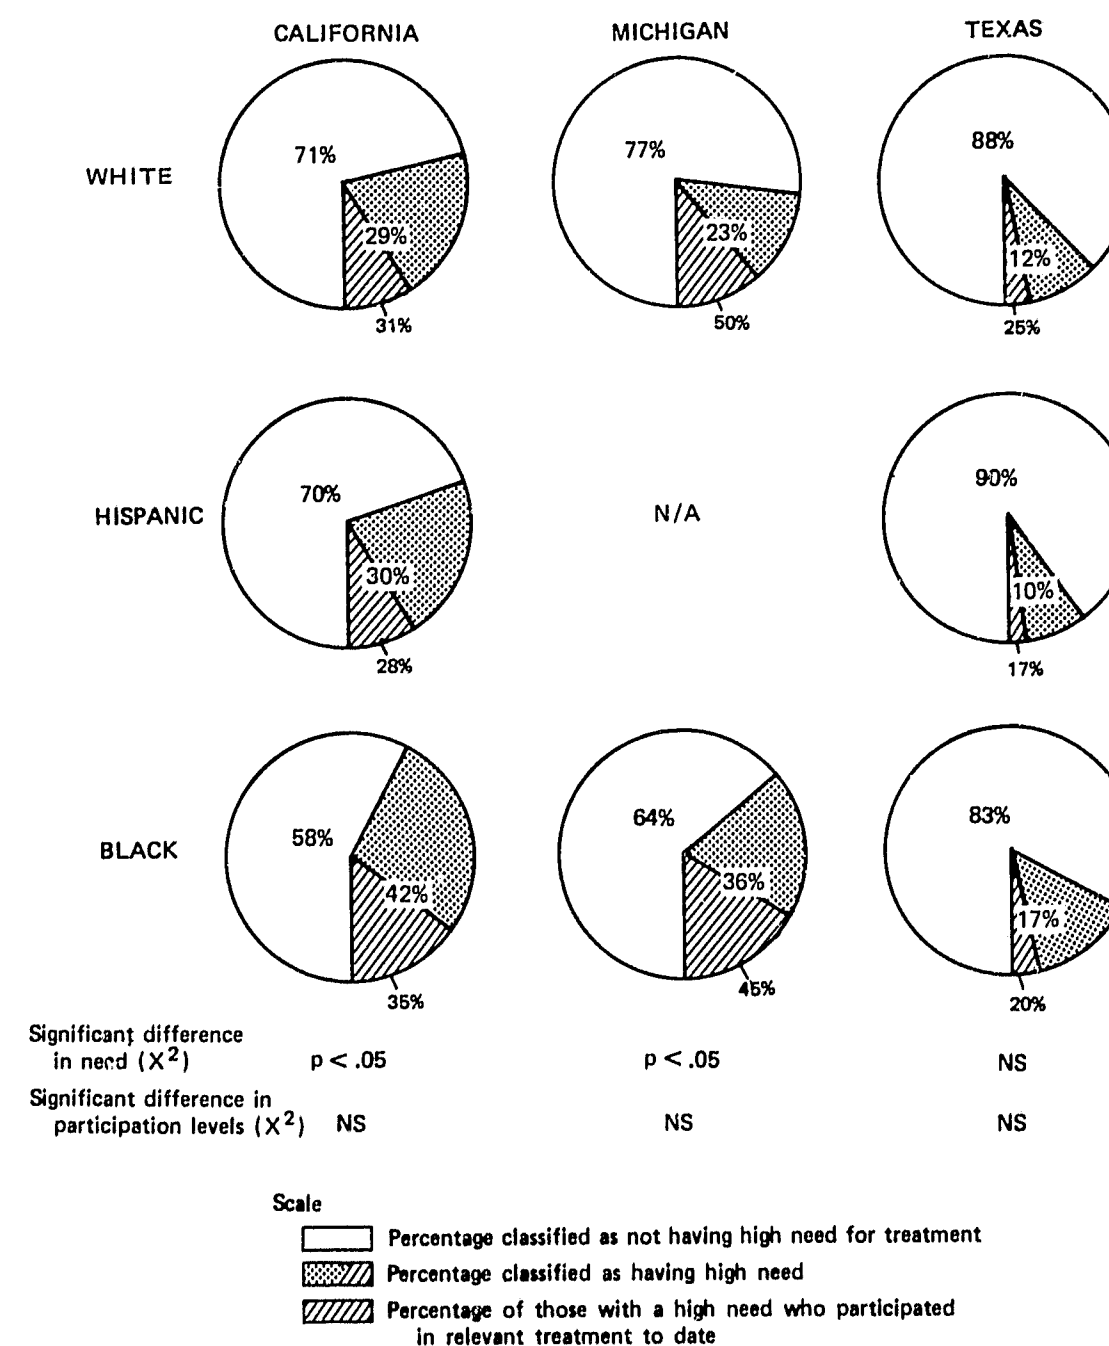 CALIFORNIA MICHIGAN TEXAS
WHITE
71%
29%
31%
77%
23%
50%
88%
12%
25%
HISPANIC
70%
30%
28%
N/A
90%
10%
17%
BLACK
58%
42%
35%
64%
36%
45%
83%
17%
20%
Significant difference
in need (X²) p < .05 p < .05 NS
Significant difference in
participation levels (X²) NS NS NS
Scale
Percentage classified as not having high need for treatment
Percentage classified as having high need
Percentage of those with a high need who participated
in relevant treatment to date